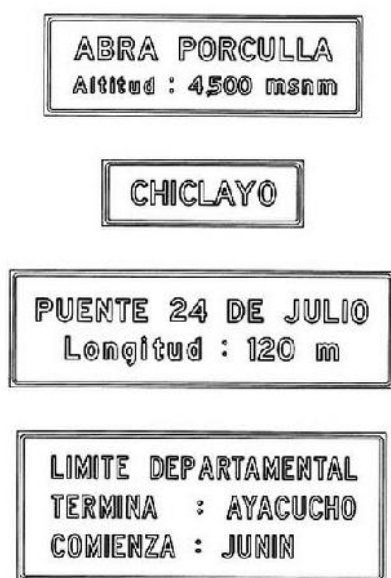 ABRA PORCULLA
Altitud : 4,500 msnm
CHICLAYO
PUENTE 24 DE JULIO
Longitud : 120 m
LIMITE DEPARTAMENTAL
TERMINA : AYACUCHO
COMIENZA : JUNIN